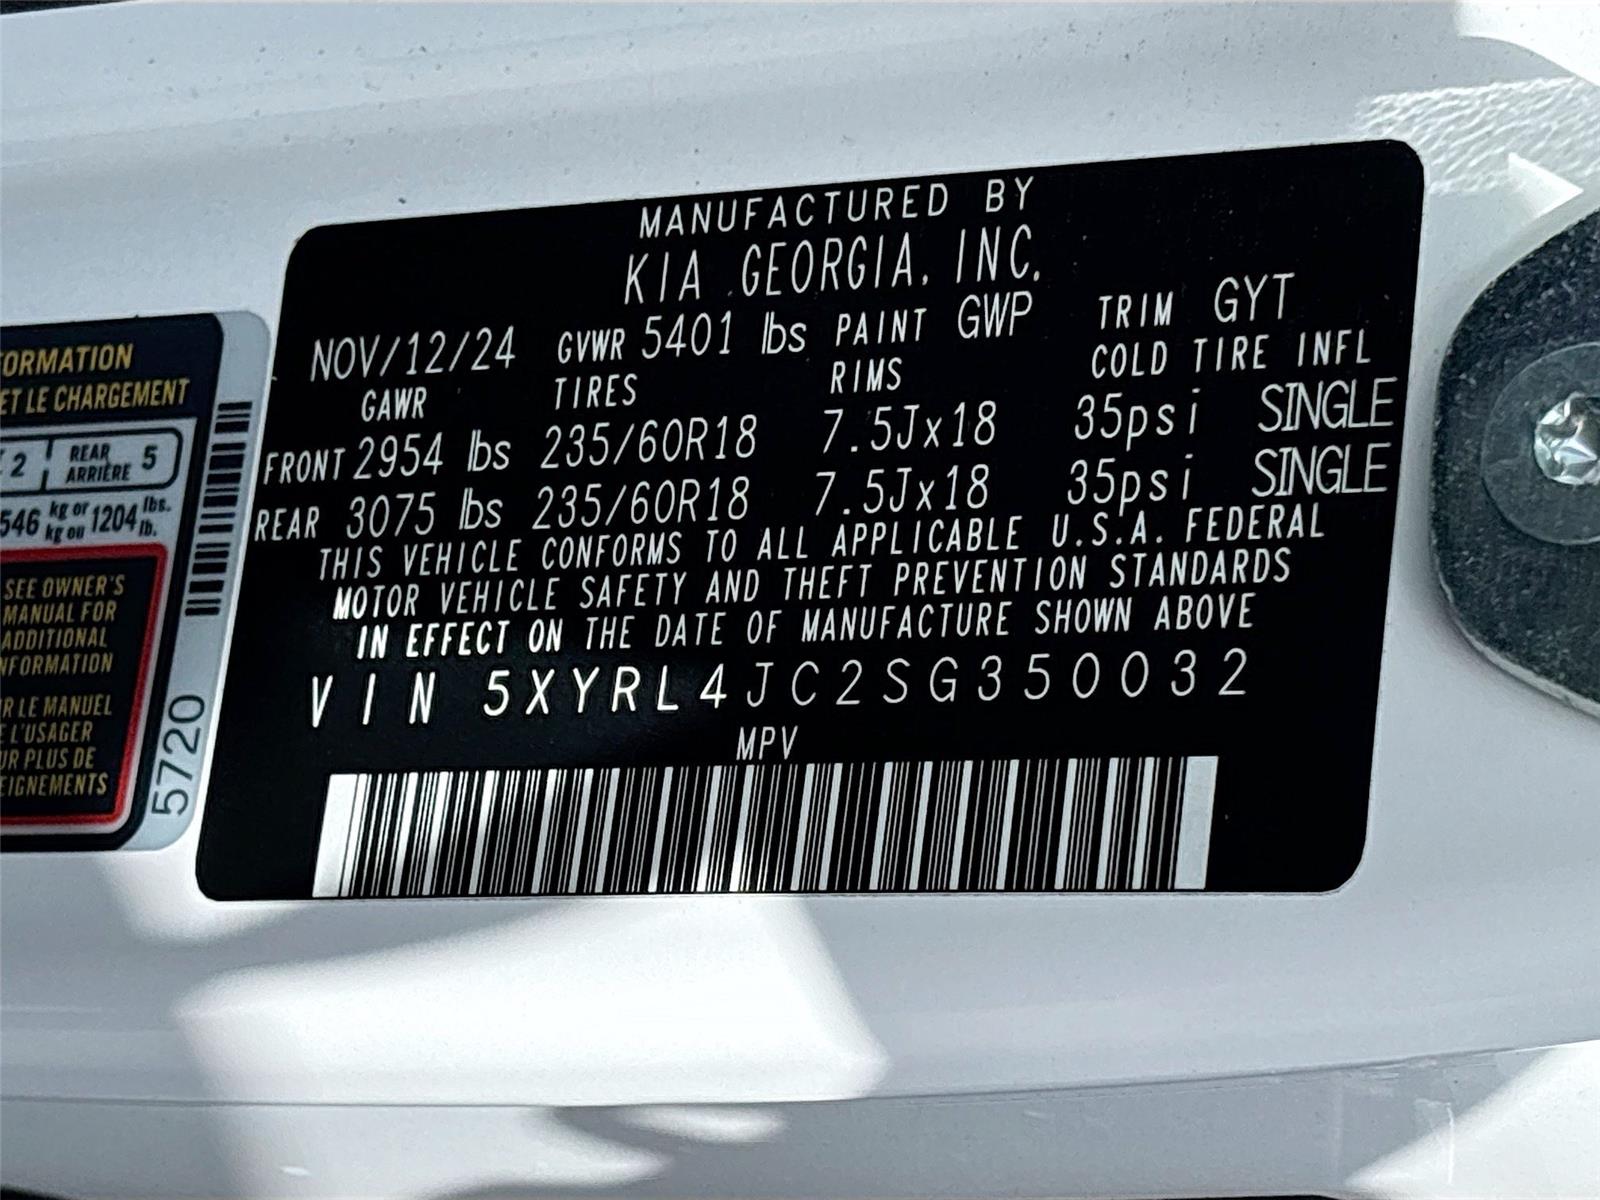 MANUFACTURED BY
KIA GEORGIA, INC.
NOV/12/24 GVWR 5401 lbs PAINT GWP TRIM GYT
GAWR TIRES RIMS COLD TIRE INFL
FRONT 2954 lbs 235/60R18 7.5Jx18 35psi SINGLE
REAR 3075 lbs 235/60R18 7.5Jx18 35psi SINGLE
THIS VEHICLE CONFORMS TO ALL APPLICABLE U.S.A. FEDERAL
MOTOR VEHICLE SAFETY AND THEFT PREVENTION STANDARDS
IN EFFECT ON THE DATE OF MANUFACTURE SHOWN ABOVE
VIN 5XYRL4JC2SG350032
MPV
FORMATION
ET LE CHARGEMENT
2 REAR ARRIÈRE 5
546 kg or kg ou 1204 lbs. lb.
SEE OWNER'S
MANUAL FOR
ADDITIONAL
NFORMATION
R LE MANUEL
E L'USAGER
UR PLUS DE
EIGNEMENTS
5720